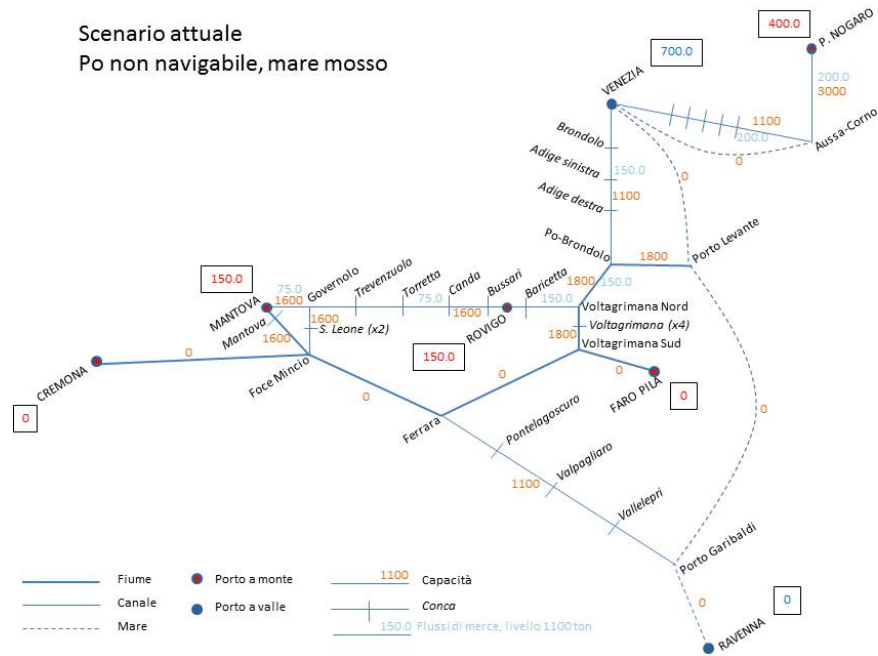 Scenario attuale
Po non navigabile, mare mosso
400.0
P. NOGARO
700.0
VENEZIA
200.0
3000
1100
200.0
Aussa-Corno
0
Brondolo
Adige sinistra
150.0
0
1100
Adige destra
Po-Brondolo
1800
Porto Levante
150.0
75.0
1600
Governolo
Trevenzuolo
Torretta
75.0
Canda
1600
Bussari
Baricetta
150.0
1800
150.0
MANTOVA
Mantova
1600
1600
S. Leone (x2)
ROVIGO
150.0
Voltagrimana Nord
Voltagrimana (x4)
1800
Voltagrimana Sud
0
CREMONA
0
Foce Mincio
0
0
0
FARO PILA
0
0
Ferrara
Pontelagoscuro
1100
Valpagliaro
Vallelepri
Porto Garibaldi
0
0
RAVENNA
Fiume
Porto a monte
1100
Capacità
Canale
Porto a valle
Conca
Mare
150.0 Flussi di merce, livello 1100 ton